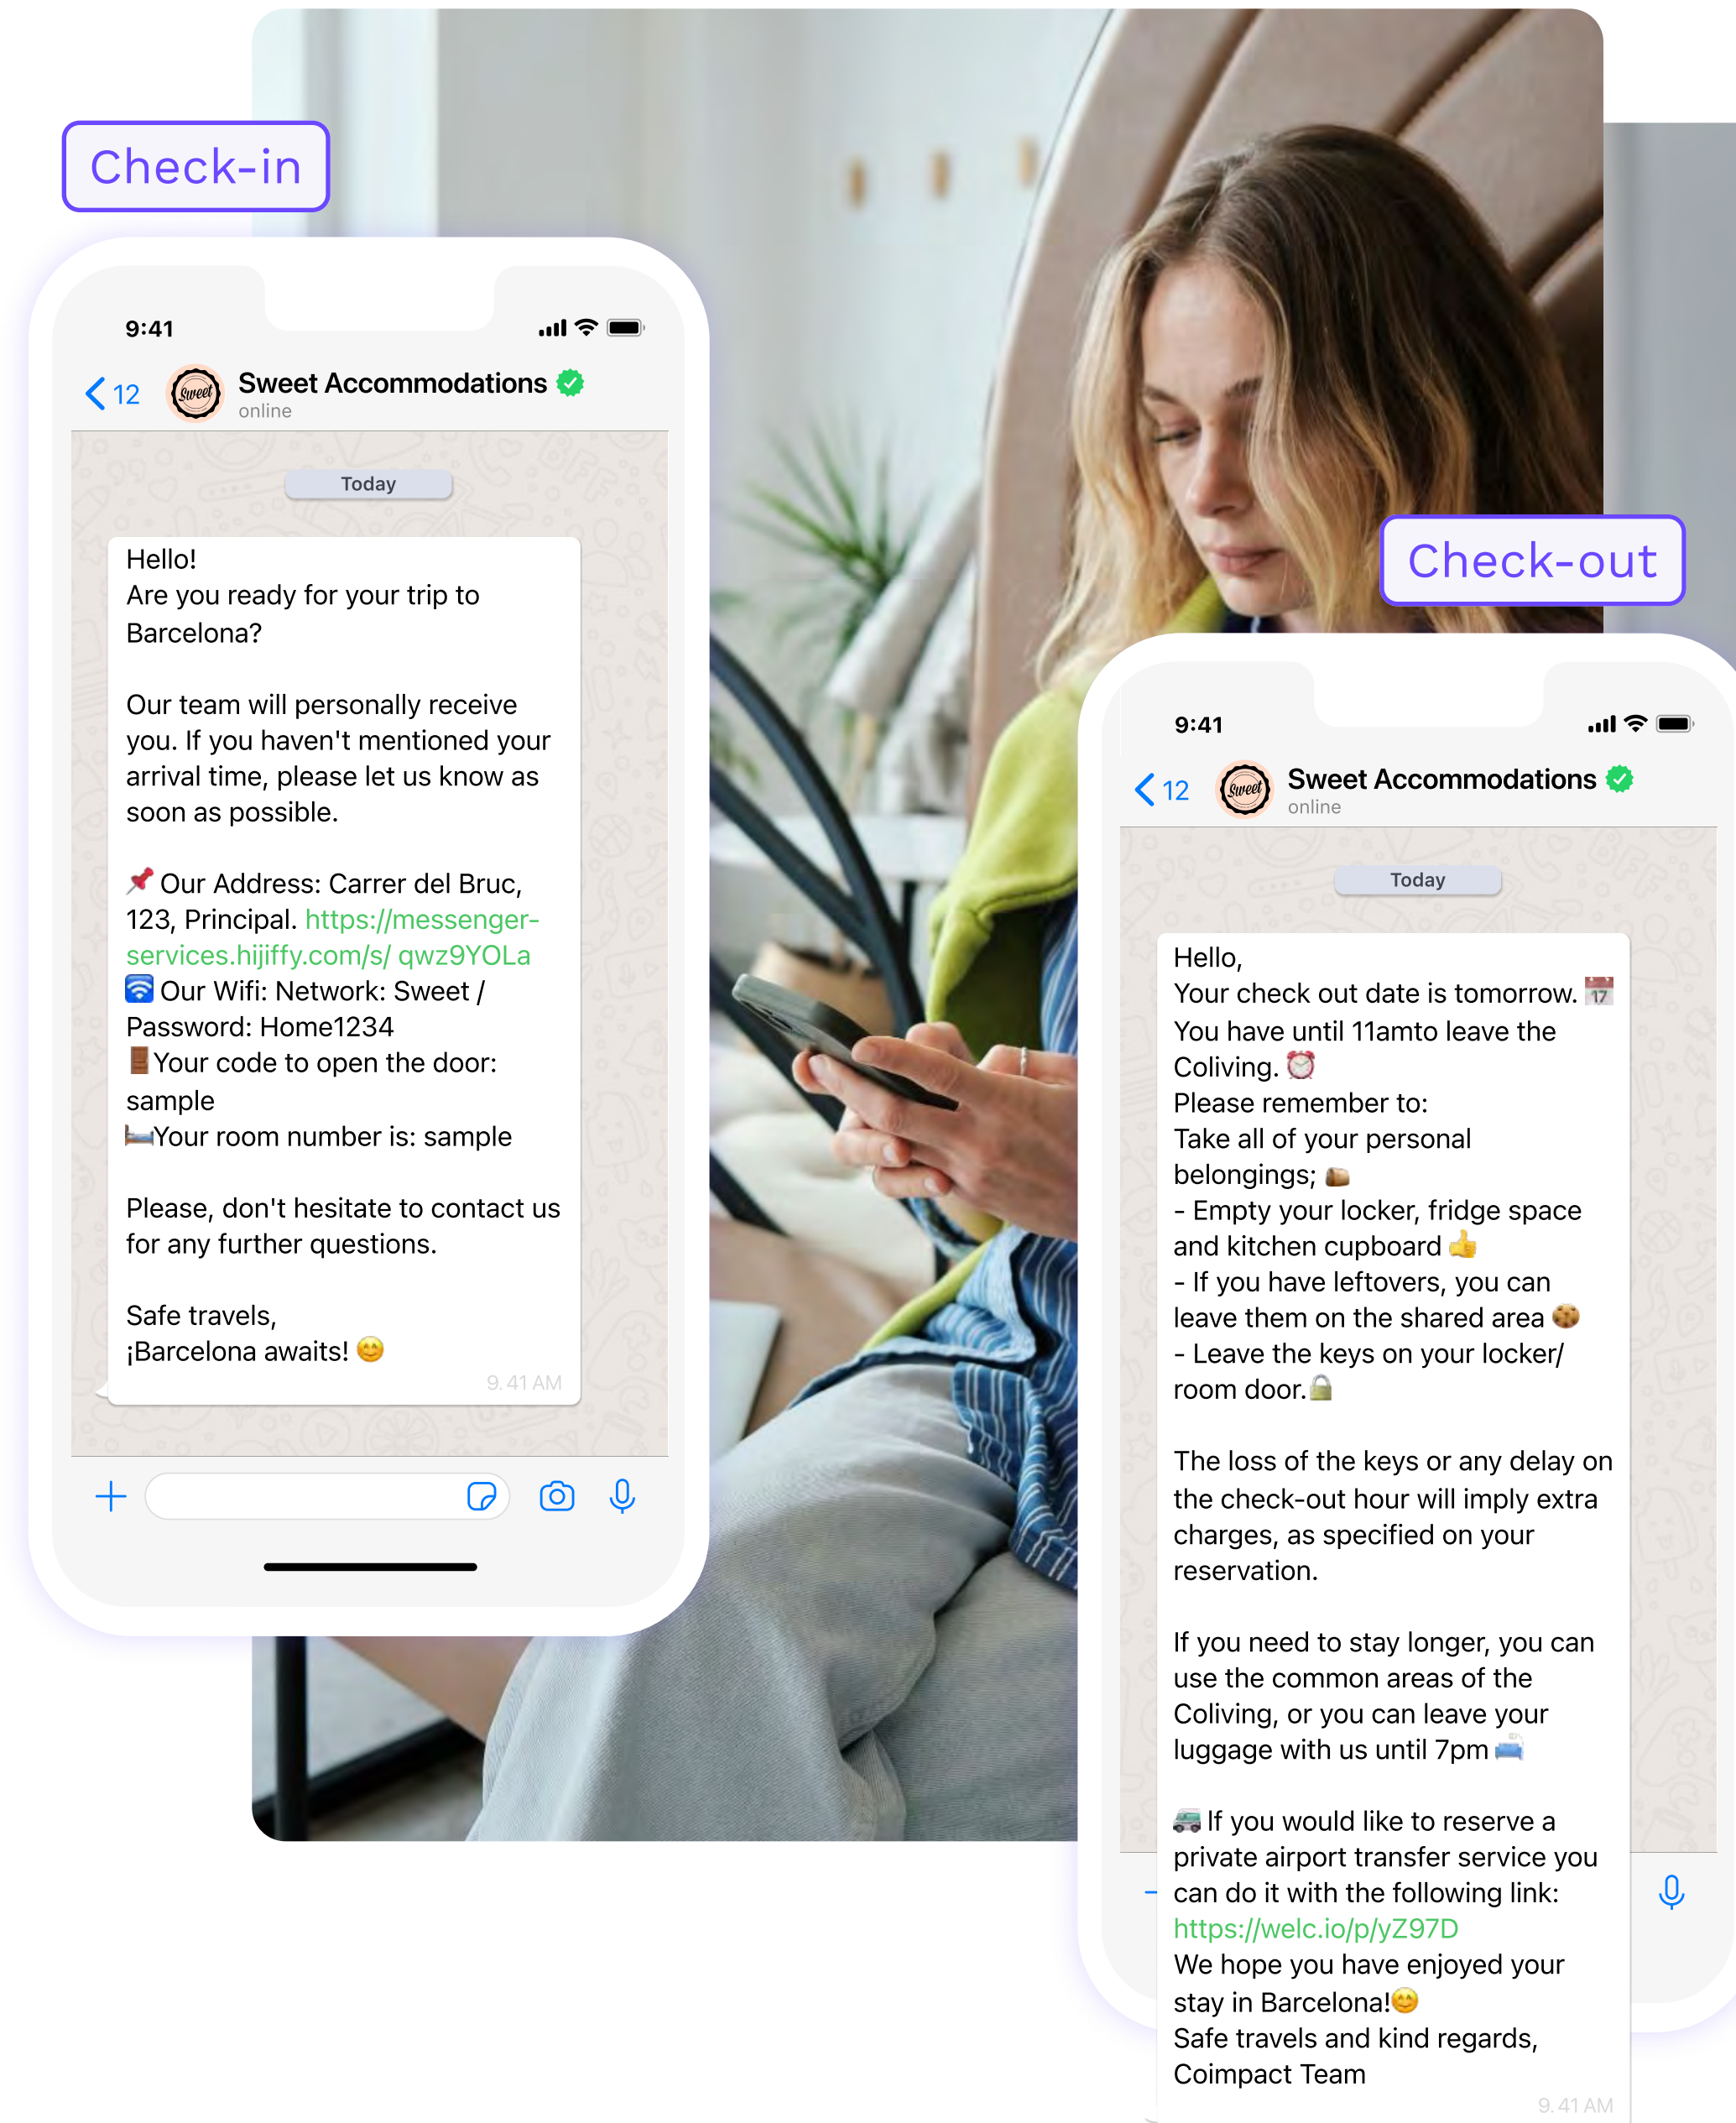 Check-in
9:41
12
Sweet
Sweet Accommodations
online
Today
Hello!
Are you ready for your trip to
Barcelona?
Our team will personally receive
you. If you haven't mentioned your
arrival time, please let us know as
soon as possible.
📌 Our Address: Carrer del Bruc,
123, Principal. https://messenger-
services.hijiffy.com/s/ qwz9YOLa
🛜 Our Wifi: Network: Sweet /
Password: Home1234
🚪Your code to open the door:
sample
🛏️Your room number is: sample
Please, don't hesitate to contact us
for any further questions.
Safe travels,
¡Barcelona awaits! 😊
9.41 AM
Check-out
9:41
12
Sweet
Sweet Accommodations
online
Today
Hello,
Your check out date is tomorrow. 📅
You have until 11amto leave the
Coliving. ⏰
Please remember to:
Take all of your personal
belongings; 👝
- Empty your locker, fridge space
and kitchen cupboard 👍
- If you have leftovers, you can
leave them on the shared area 🍪
- Leave the keys on your locker/
room door.🔒
The loss of the keys or any delay on
the check-out hour will imply extra
charges, as specified on your
reservation.
If you need to stay longer, you can
use the common areas of the
Coliving, or you can leave your
luggage with us until 7pm 🛋️
🚐 If you would like to reserve a
private airport transfer service you
can do it with the following link:
https://welc.io/p/yZ97D
We hope you have enjoyed your
stay in Barcelona!😊
Safe travels and kind regards,
Coimpact Team
9.41 AM